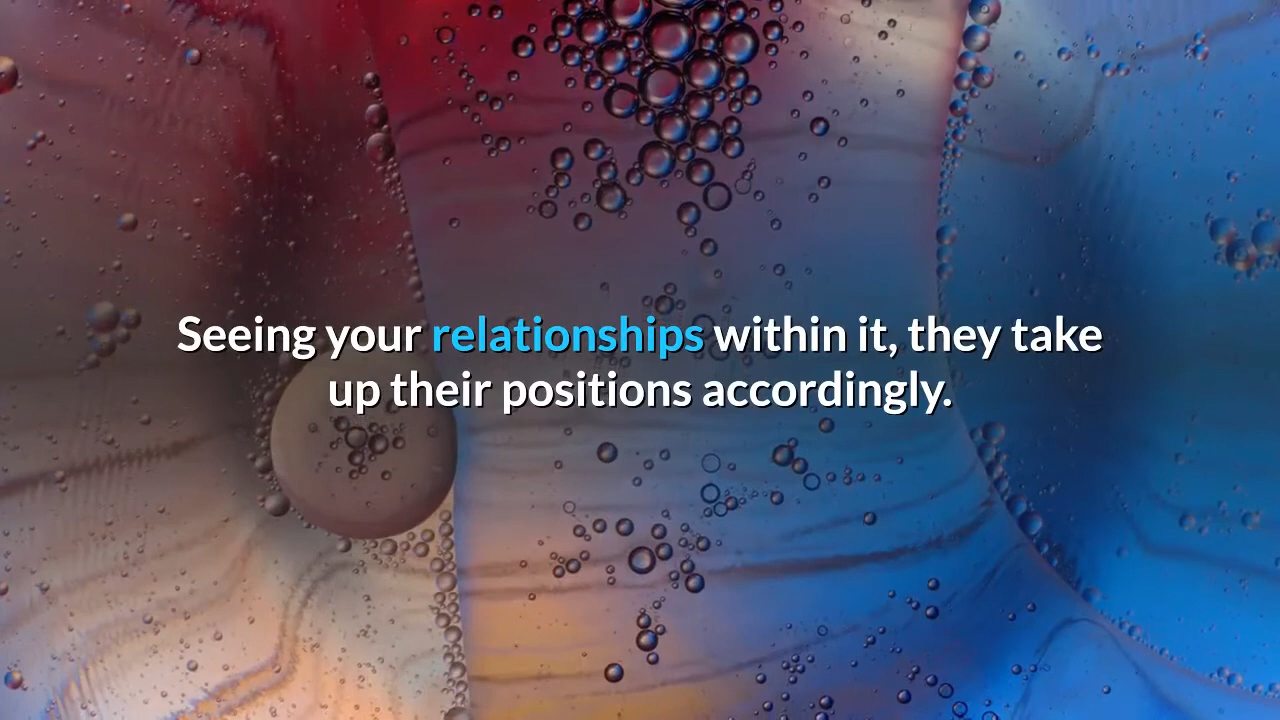 Seeing your relationships within it, they take
up their positions accordingly.